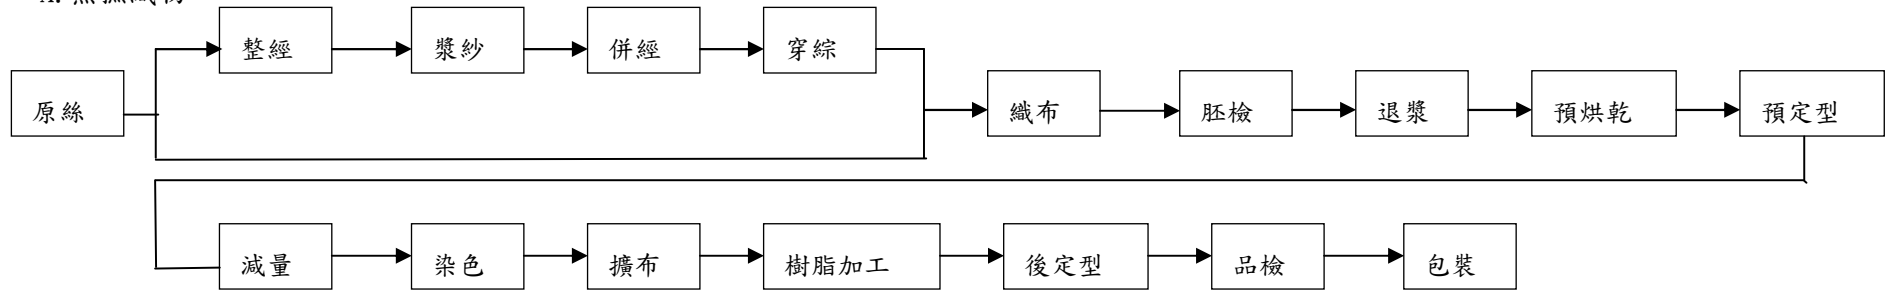 整經
漿紗
併經
穿綜
原絲
織布
胚檢
退漿
預烘乾
預定型
減量
染色
擴布
樹脂加工
後定型
品檢
包裝